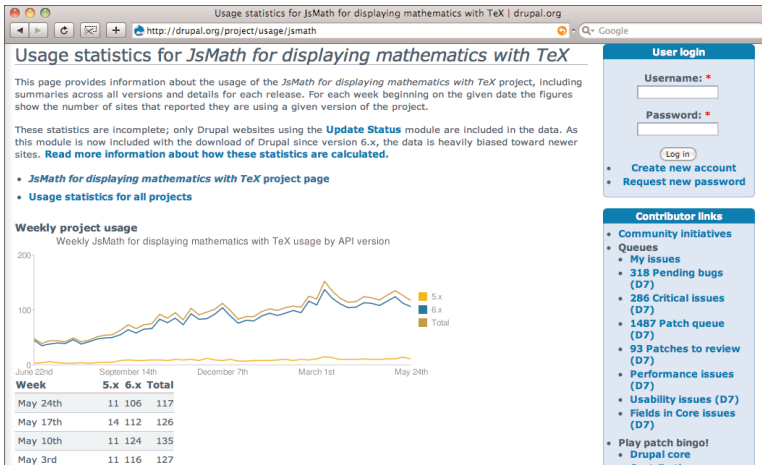 Usage statistics for JsMath for displaying mathematics with TeX | drupal.org
http://drupal.org/project/usage/jsmath
Google
Usage statistics for JsMath for displaying mathematics with TeX
This page provides information about the usage of the JsMath for displaying mathematics with TeX project, including
summaries across all versions and details for each release. For each week beginning on the given date the figures
show the number of sites that reported they are using a given version of the project.
These statistics are incomplete; only Drupal websites using the Update Status module are included in the data. As
this module is now included with the download of Drupal since version 6.x, the data is heavily biased toward newer
sites. Read more information about how these statistics are calculated.
• JsMath for displaying mathematics with TeX project page
• Usage statistics for all projects
Weekly project usage
Weekly JsMath for displaying mathematics with TeX usage by API version
200
100
0
5.x
6.x
Total
June 22nd September 14th December 7th March 1st May 24th
Week 5.x 6.x Total
May 24th 11 106 117
May 17th 14 112 126
May 10th 11 124 135
May 3rd 11 116 127
User login
Username: *
Password: *
Log in
• Create new account
• Request new password
Contributor links
• Community initiatives
• Queues
• My issues
• 318 Pending bugs
(D7)
• 286 Critical issues
(D7)
• 1487 Patch queue
(D7)
• 93 Patches to review
(D7)
• Performance issues
(D7)
• Usability issues (D7)
• Fields in Core issues
(D7)
• Play patch bingo!
• Drupal core